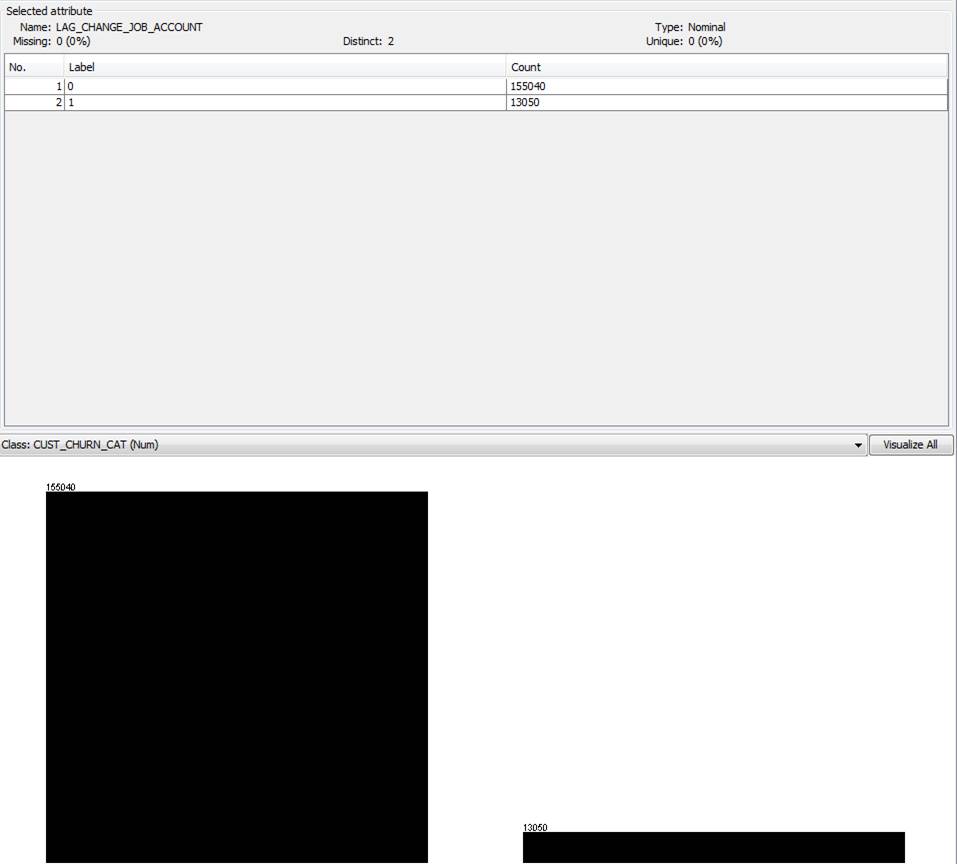 Selected attribute
Name: LAG_CHANGE_JOB_ACCOUNT Type: Nominal
Missing: 0 (0%) Distinct: 2 Unique: 0 (0%)
No. Label Count
1 0 155040
2 1 13050
Class: CUST_CHURN_CAT (Num) Visualize All
155040
13050